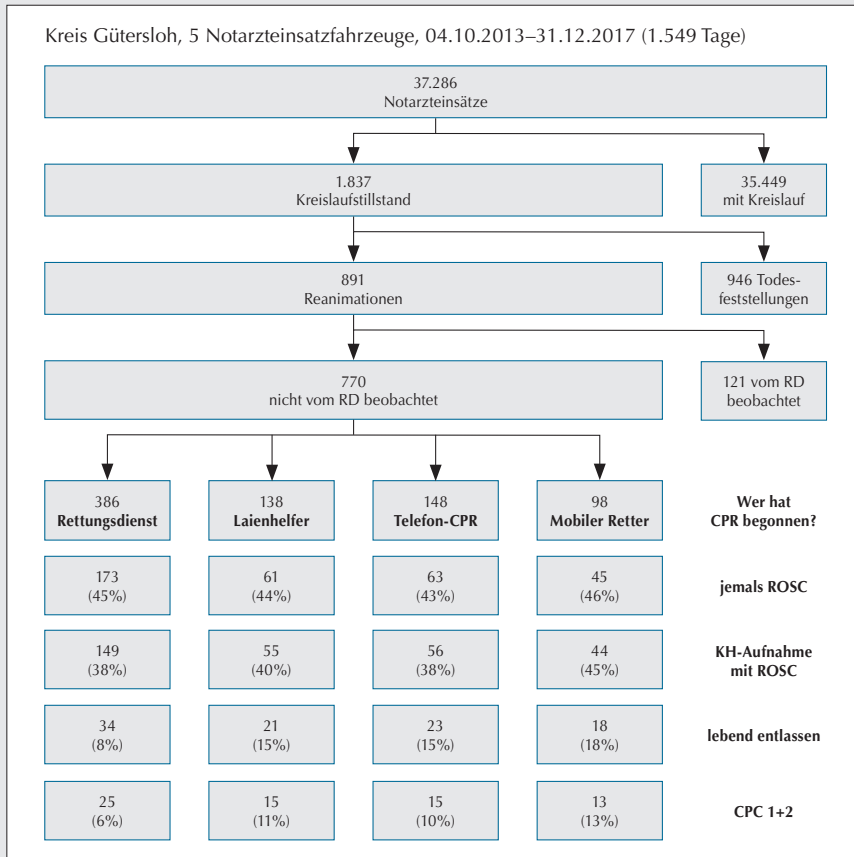 Kreis Gütersloh, 5 Notarzteinsatzfahrzeuge, 04.10.2013–31.12.2017 (1.549 Tage)
37.286
Notarzteinsätze
1.837
Kreislaufstillstand
35.449
mit Kreislauf
891
Reanimationen
946 Todes-
feststellungen
770
nicht vom RD beobachtet
121 vom RD
beobachtet
386
Rettungsdienst
138
Laienhelfer
148
Telefon-CPR
98
Mobiler Retter
Wer hat
CPR begonnen?
173
(45%)
61
(44%)
63
(43%)
45
(46%)
jemals ROSC
149
(38%)
55
(40%)
56
(38%)
44
(45%)
KH-Aufnahme
mit ROSC
34
(8%)
21
(15%)
23
(15%)
18
(18%)
lebend entlassen
25
(6%)
15
(11%)
15
(10%)
13
(13%)
CPC 1+2